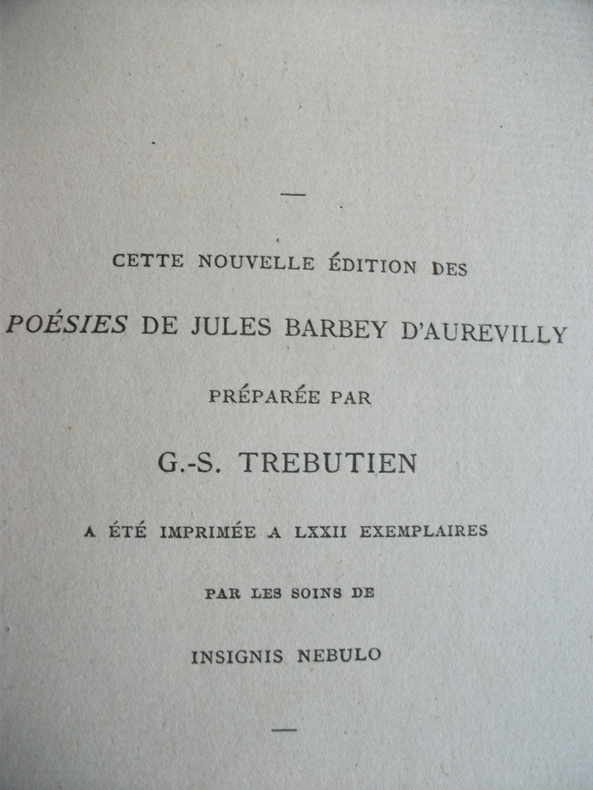 CETTE NOUVELLE ÉDITION DES
POÉSIES DE JULES BARBEY D'AUREVILLY
PRÉPARÉE PAR
G.-S. TREBUTIEN
A ÉTÉ IMPRIMÉE A LXXII EXEMPLAIRES
PAR LES SOINS DE
INSIGNIS NEBULO